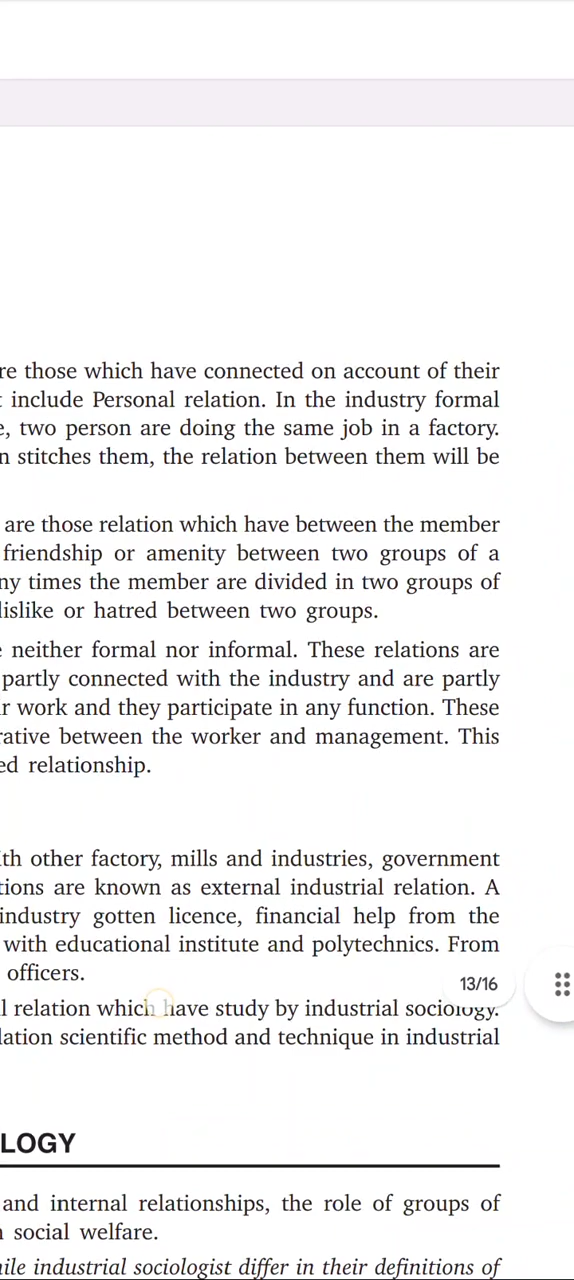 re those which have connected on account of their
include Personal relation. In the industry formal
e, two person are doing the same job in a factory.
n stitches them, the relation between them will be
are those relation which have between the member
friendship or amenity between two groups of a
ny times the member are divided in two groups of
dislike or hatred between two groups.
e neither formal nor informal. These relations are
partly connected with the industry and are partly
r work and they participate in any function. These
rative between the worker and management. This
ed relationship.
ith other factory, mills and industries, government
tions are known as external industrial relation. A
industry gotten licence, financial help from the
with educational institute and polytechnics. From
officers.
13/16
l relation which have study by industrial sociology.
lation scientific method and technique in industrial
LOGY
and internal relationships, the role of groups of
n social welfare.
ile industrial sociologist differ in their definitions of